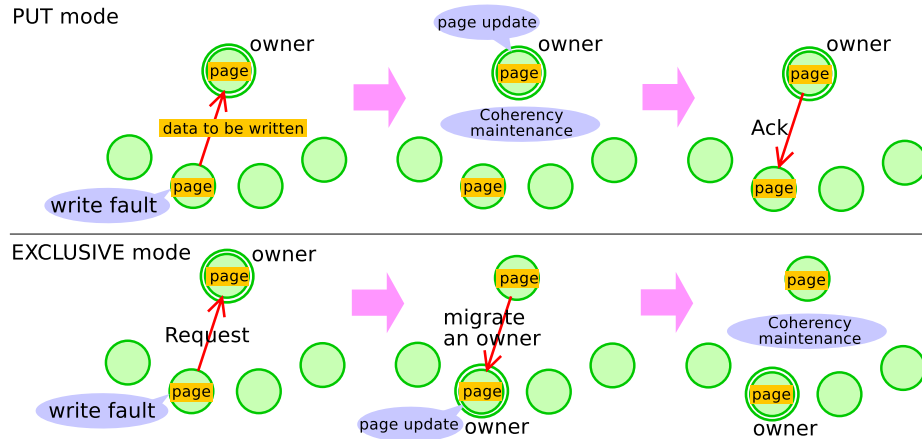 PUT mode
owner
page
data to be written
page
write fault
page update
owner
page
Coherency
maintenance
page
owner
page
Ack
page
EXCLUSIVE mode
owner
page
Request
page
write fault
page
migrate
an owner
page
page update
owner
page
Coherency
maintenance
page
owner